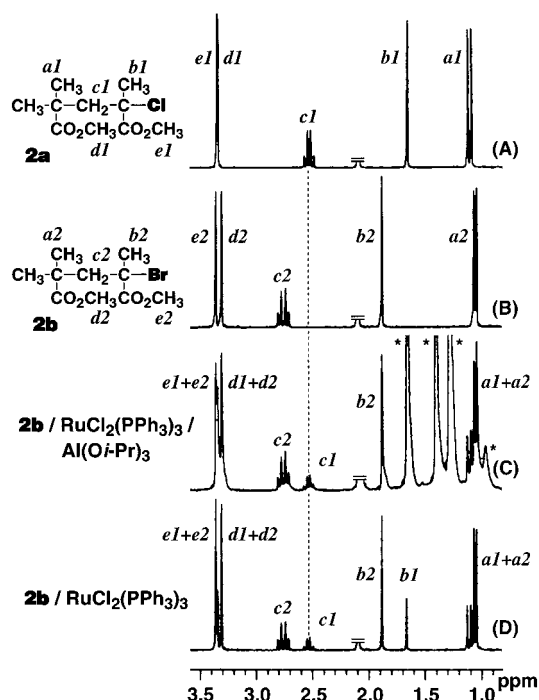 e1 d1
b1
a1
c1
(A)
a1 b1
CH3 c1 CH3
CH3–C–CH2–C–Cl
CO2CH3CO2CH3
2a d1 e1
e2 d2
b2
a2
c2
(B)
a2 b2
CH3 c2 CH3
CH3–C–CH2–C–Br
CO2CH3CO2CH3
2b d2 e2
* * *
e1+e2 d1+d2
a1+a2
b2
*
c2
c1
(C)
2b / RuCl2(PPh3)3 /
Al(Oi-Pr)3
e1+e2 d1+d2
a1+a2
b2 b1
c2 c1
(D)
2b / RuCl2(PPh3)3
ppm
3.5 3.0 2.5 2.0 1.5 1.0